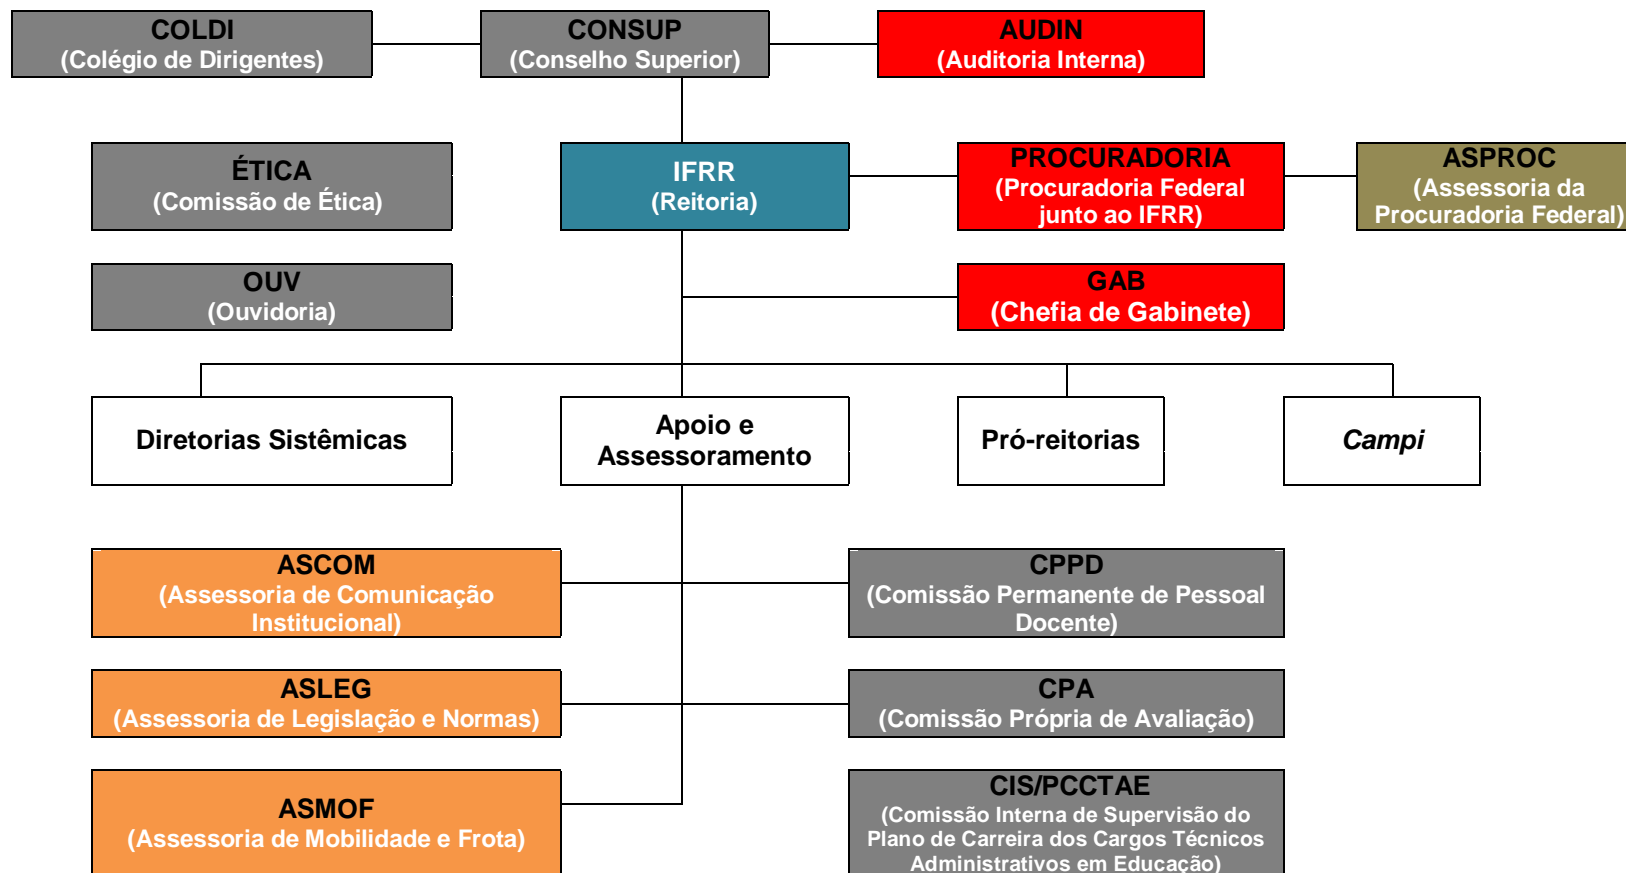 COLDI
(Colégio de Dirigentes)
CONSUP
(Conselho Superior)
AUDIN
(Auditoria Interna)
ÉTICA
(Comissão de Ética)
IFRR
(Reitoria)
PROCURADORIA
(Procuradoria Federal
junto ao IFRR)
ASPROC
(Assessoria da
Procuradoria Federal)
OUV
(Ouvidoria)
GAB
(Chefia de Gabinete)
Diretorias Sistêmicas
Apoio e
Assessoramento
Pró-reitorias
Campi
ASCOM
(Assessoria de Comunicação
Institucional)
CPPD
(Comissão Permanente de Pessoal
Docente)
ASLEG
(Assessoria de Legislação e Normas)
CPA
(Comissão Própria de Avaliação)
ASMOF
(Assessoria de Mobilidade e Frota)
CIS/PCCTAE
(Comissão Interna de Supervisão do
Plano de Carreira dos Cargos Técnicos
Administrativos em Educação)